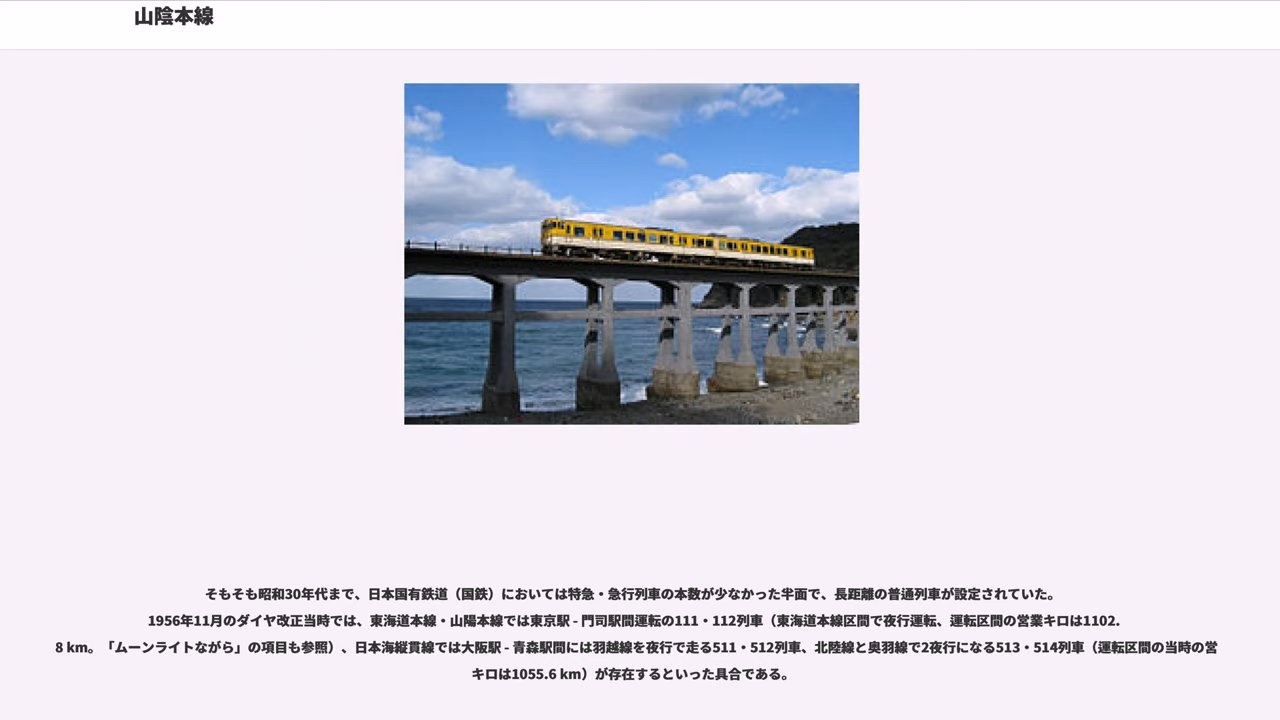 山陰本線
そもそも昭和30年代まで、日本国有鉄道（国鉄）においては特急・急行列車の本数が少なかった半面で、長距離の普通列車が設定されていた。
1956年11月のダイヤ改正当時では、東海道本線・山陽本線では東京駅 - 門司駅間運転の111・112列車（東海道本線区間で夜行運転、運転区間の営業キロは1102.
8 km。「ムーンライトながら」の項目も参照）、日本海縦貫線では大阪駅 - 青森駅間には羽越線を夜行で走る511・512列車、北陸線と奥羽線で2夜行になる513・514列車（運転区間の当時の営
キロは1055.6 km）が存在するといった具合である。